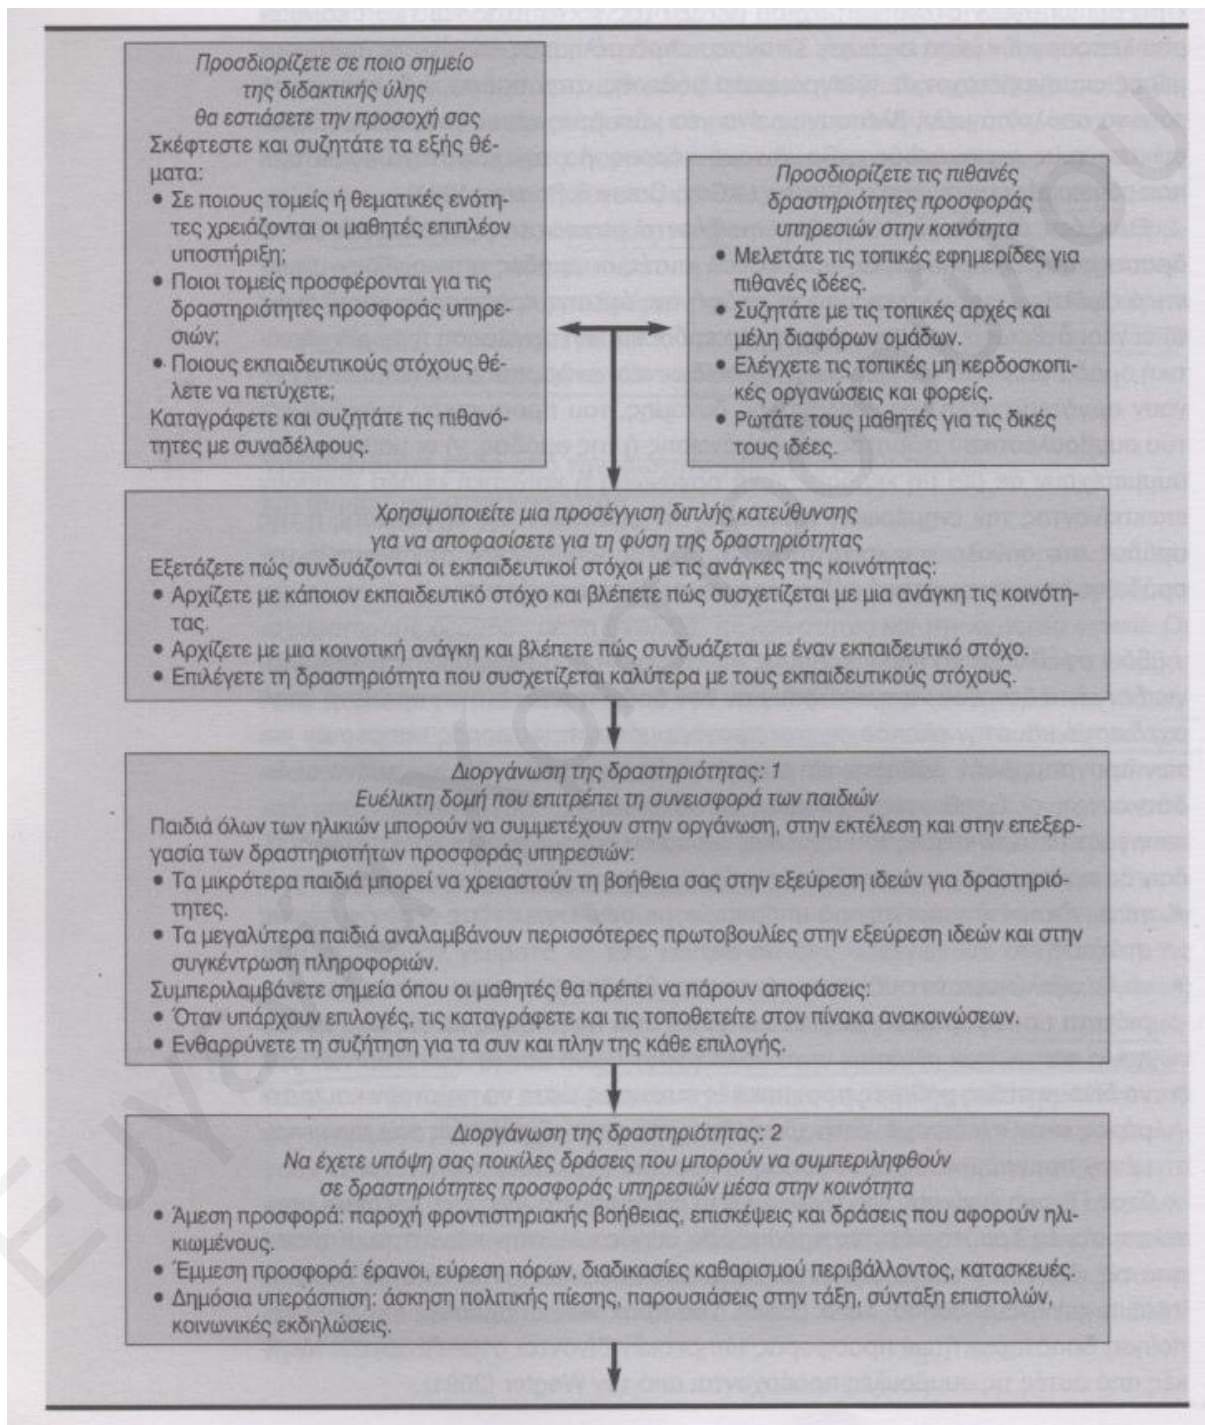 Προσδιορίζετε σε ποιο σημείο
της διδακτικής ύλης
θα εστιάσετε την προσοχή σας
Σκέφτεστε και συζητάτε τα εξής θέ-
ματα:
• Σε ποιους τομείς ή θεματικές ενότη-
τες χρειάζονται οι μαθητές επιπλέον
υποστήριξη;
• Ποιοι τομείς προσφέρονται για τις
δραστηριότητες προσφοράς υπηρε-
σιών;
• Ποιους εκπαιδευτικούς στόχους θέ-
λετε να πετύχετε;
Καταγράφετε και συζητάτε τις πιθανό-
τητες με συναδέλφους.
Προσδιορίζετε τις πιθανές
δραστηριότητες προσφοράς
υπηρεσιών στην κοινότητα
• Μελετάτε τις τοπικές εφημερίδες για
πιθανές ιδέες.
• Συζητάτε με τις τοπικές αρχές και
μέλη διαφόρων ομάδων.
• Ελέγχετε τις τοπικές μη κερδοσκοπι-
κές οργανώσεις και φορείς.
• Ρωτάτε τους μαθητές για τις δικές
τους ιδέες.
Χρησιμοποιείτε μια προσέγγιση διπλής κατεύθυνσης
για να αποφασίσετε για τη φύση της δραστηριότητας
Εξετάζετε πώς συνδυάζονται οι εκπαιδευτικοί στόχοι με τις ανάγκες της κοινότητας:
• Αρχίζετε με κάποιον εκπαιδευτικό στόχο και βλέπετε πώς συσχετίζεται με μια ανάγκη τις κοινότη-
τας.
• Αρχίζετε με μια κοινοτική ανάγκη και βλέπετε πώς συνδυάζεται με έναν εκπαιδευτικό στόχο.
• Επιλέγετε τη δραστηριότητα που συσχετίζεται καλύτερα με τους εκπαιδευτικούς στόχους.
Διοργάνωση της δραστηριότητας: 1
Ευέλικτη δομή που επιτρέπει τη συνεισφορά των παιδιών
Παιδιά όλων των ηλικιών μπορούν να συμμετέχουν στην οργάνωση, στην εκτέλεση και στην επεξερ-
γασία των δραστηριοτήτων προσφοράς υπηρεσιών:
• Τα μικρότερα παιδιά μπορεί να χρειαστούν τη βοήθεια σας στην εξεύρεση ιδεών για δραστηριό-
τητες.
• Τα μεγαλύτερα παιδιά αναλαμβάνουν περισσότερες πρωτοβουλίες στην εξεύρεση ιδεών και στην
συγκέντρωση πληροφοριών.
Συμπεριλαμβάνετε σημεία όπου οι μαθητές θα πρέπει να πάρουν αποφάσεις:
• Όταν υπάρχουν επιλογές, τις καταγράφετε και τις τοποθετείτε στον πίνακα ανακοινώσεων.
• Ενθαρρύνετε τη συζήτηση για τα συν και πλην της κάθε επιλογής.
Διοργάνωση της δραστηριότητας: 2
Να έχετε υπόψη σας ποικίλες δράσεις που μπορούν να συμπεριληφθούν
σε δραστηριότητες προσφοράς υπηρεσιών μέσα στην κοινότητα
• Άμεση προσφορά: παροχή φροντιστηριακής βοήθειας, επισκέψεις και δράσεις που αφορούν ηλι-
κιωμένους.
• Έμμεση προσφορά: έρανοι, εύρεση πόρων, διαδικασίες καθαρισμού περιβάλλοντος, κατασκευές.
• Δημόσια υπεράσπιση: άσκηση πολιτικής πίεσης, παρουσιάσεις στην τάξη, σύνταξη επιστολών,
κοινωνικές εκδηλώσεις.